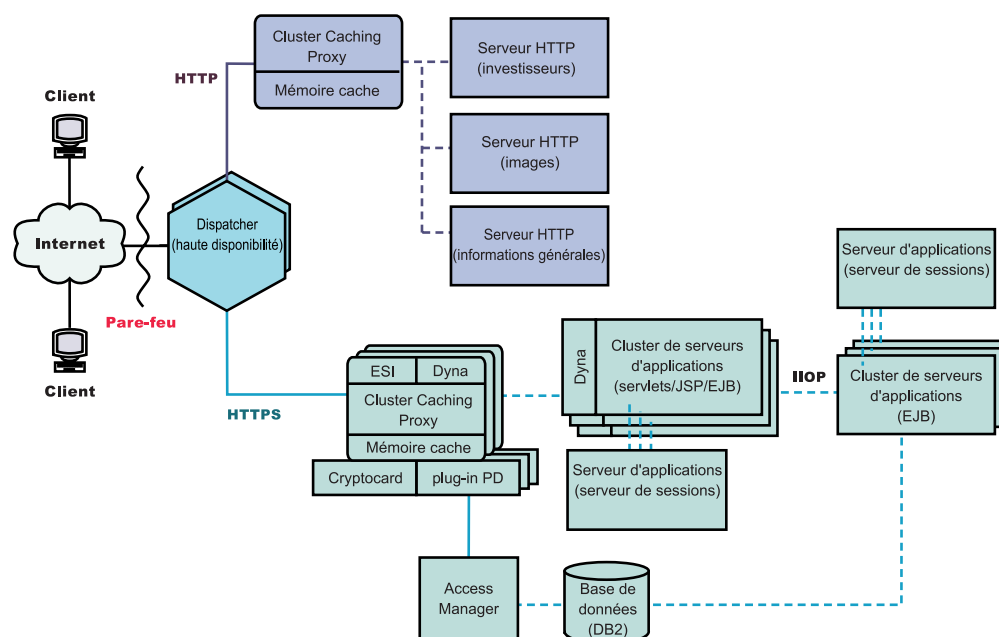 Cluster Caching
Proxy
Mémoire cache
Serveur HTTP
(investisseurs)
HTTP
Client
Serveur HTTP
(images)
Dispatcher
(haute disponibilité)
Internet
Serveur HTTP
(informations générales)
Serveur d'applications
(serveur de sessions)
Pare-feu
Client
HTTPS
ESI
Dyna
Cluster Caching
Proxy
Mémoire cache
Cryptocard
plug-in PD
Dyna
Cluster de serveurs
d'applications
(servlets/JSP/EJB)
IIOP
Cluster de serveurs
d'applications
(EJB)
Serveur d'applications
(serveur de sessions)
Access
Manager
Base de
données
(DB2)